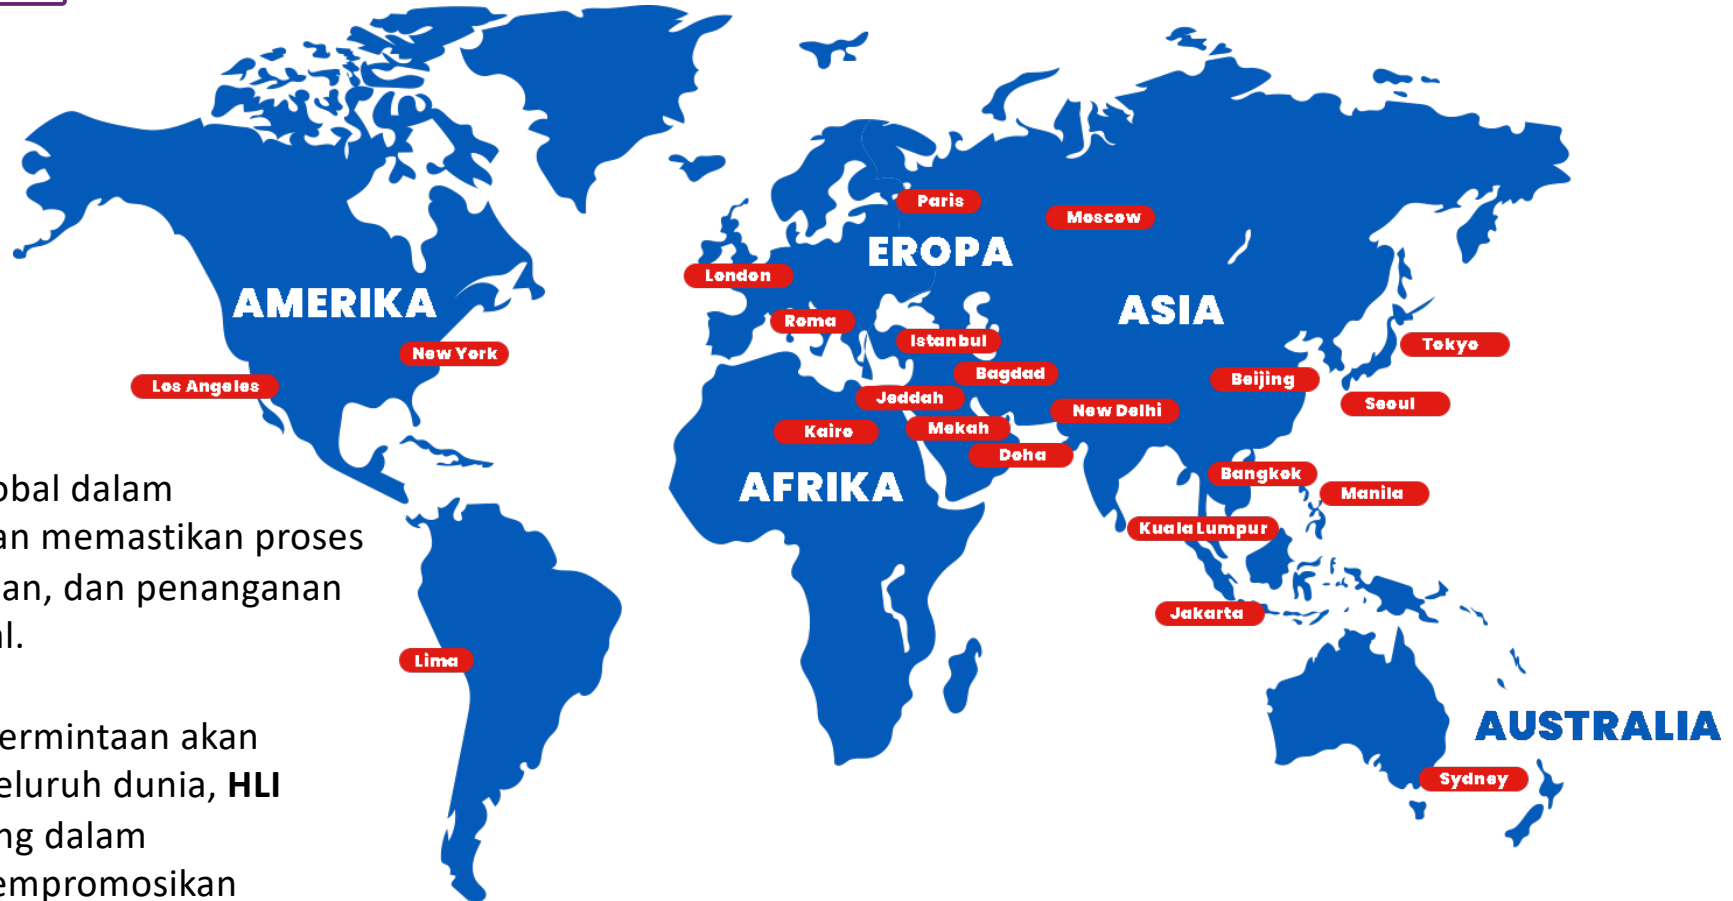 Paris
Moscow
EROPA
London
AMERIKA
ASIA
Roma
Istanbul
Tokyo
New York
Bagdad
Beijing
Los Angeles
Jeddah
Seoul
New Delhi
Kairo
Mekah
Doha
AFRIKA
Bangkok
Manila
Kuala Lumpur
Jakarta
Lima
AUSTRALIA
Sydney
obal dalam
an memastikan proses
an, dan penanganan
al.
ermintaan akan
eluruh dunia, HLI
ng dalam
empromosikan